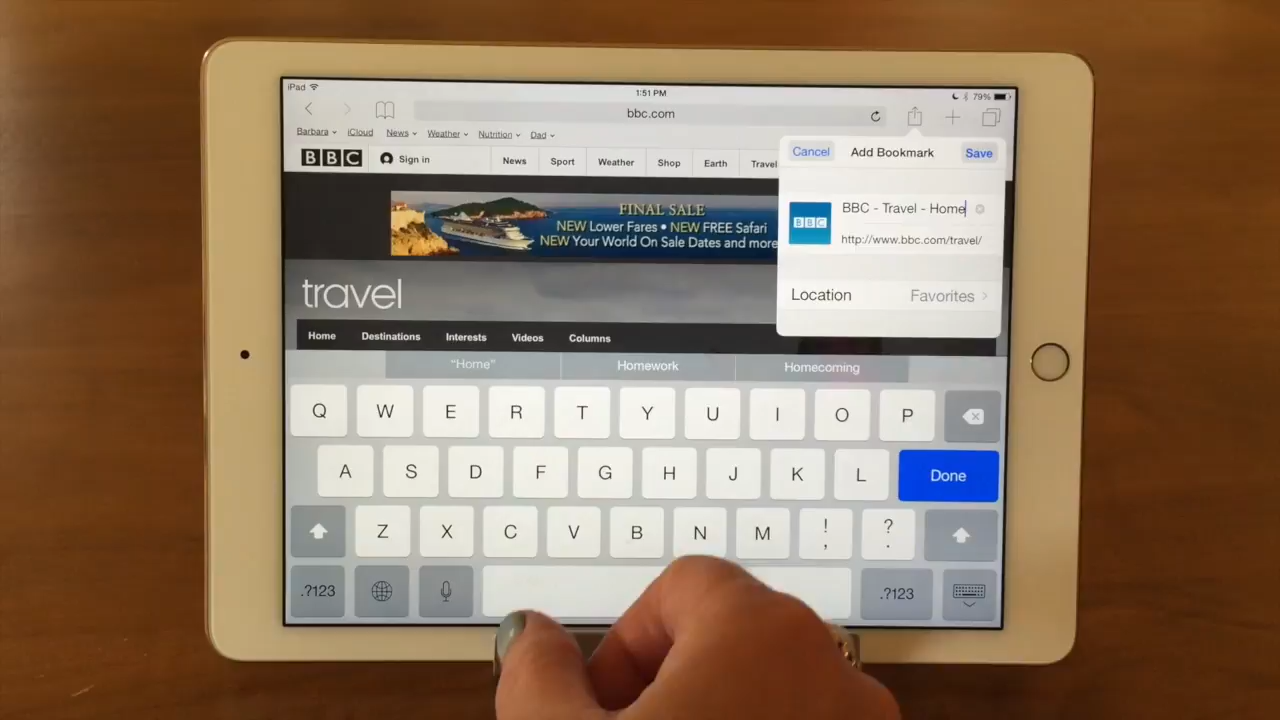 iPad
1:51 PM
79%
bbc.com
Barbara iCloud News Weather Nutrition Dad
BBC Sign in News Sport Weather Shop Earth Travel
Cancel Add Bookmark Save
BBC BBC - Travel - Home
http://www.bbc.com/travel/
Location Favorites
FINAL SALE
NEW Lower Fares • NEW FREE Safari
NEW Your World On Sale Dates and more
travel
Home Destinations Interests Videos Columns
"Home" Homework Homecoming
Q W E R T Y U I O P
A S D F G H J K L Done
Z X C V B N M ! , ? .
.?123 .?123